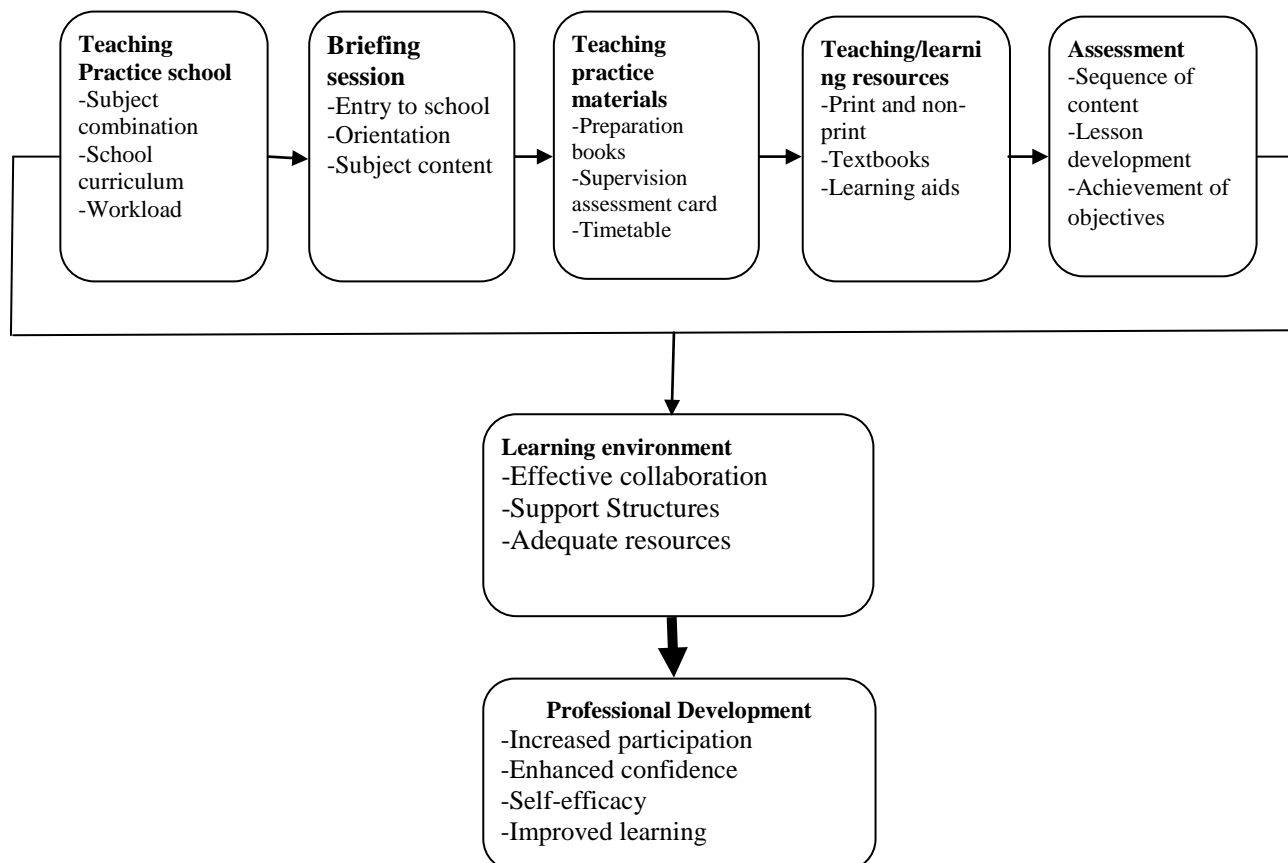 Teaching
Practice school
-Subject
combination
-School
curriculum
-Workload
Briefing
session
-Entry to school
-Orientation
-Subject content
Teaching
practice
materials
-Preparation
books
-Supervision
assessment card
-Timetable
Teaching/learni
ng resources
-Print and non-
print
-Textbooks
-Learning aids
Assessment
-Sequence of
content
-Lesson
development
-Achievement of
objectives
Learning environment
-Effective collaboration
-Support Structures
-Adequate resources
Professional Development
-Increased participation
-Enhanced confidence
-Self-efficacy
-Improved learning